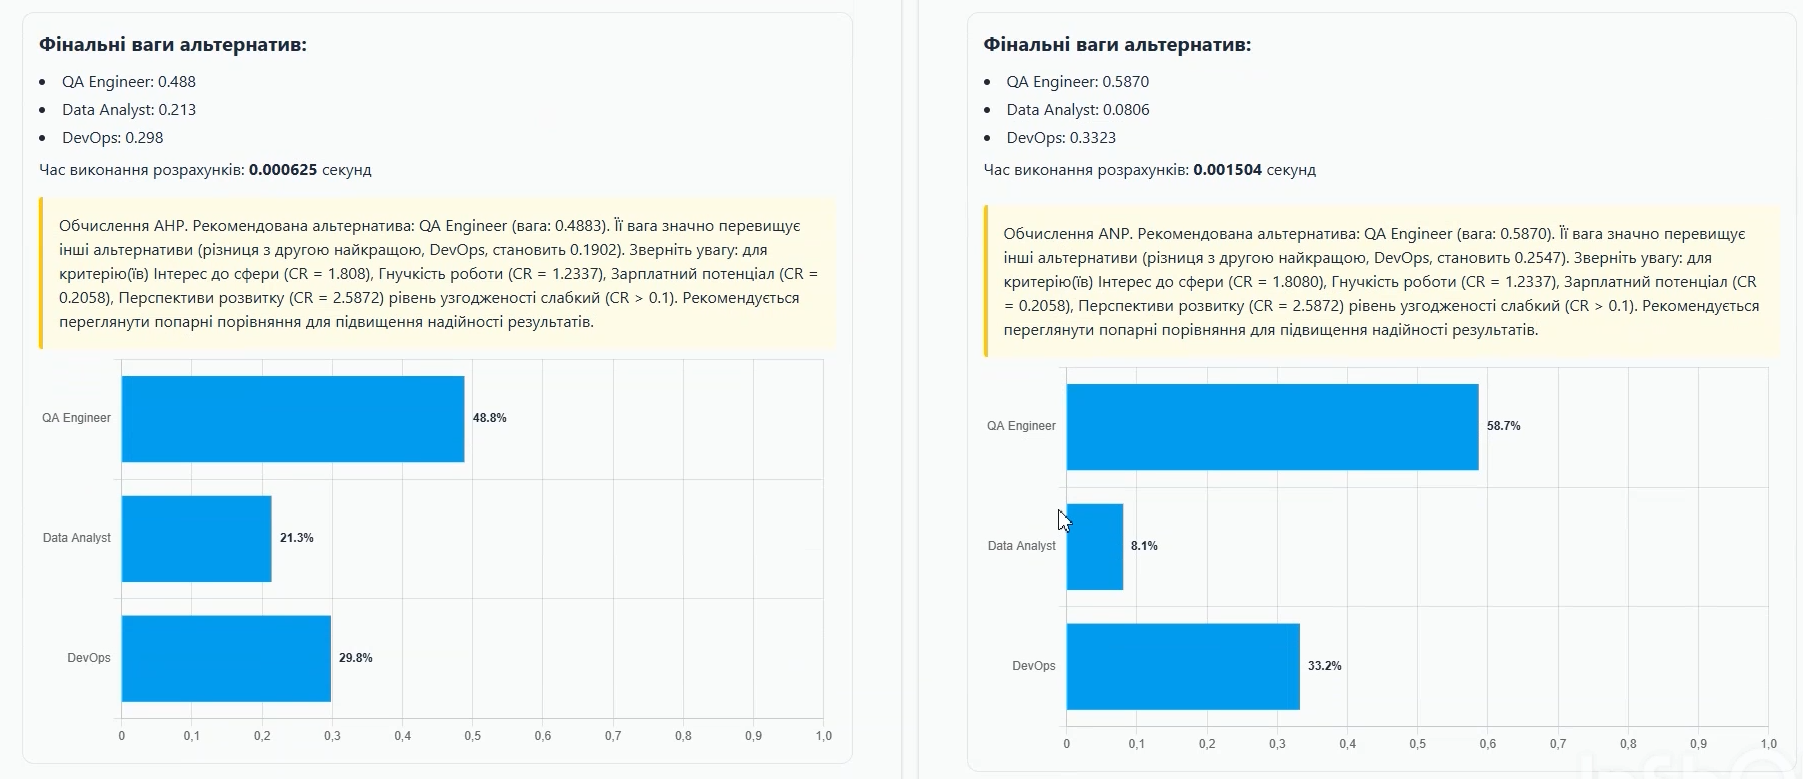 Фінальні ваги альтернатив:
• QA Engineer: 0.488
• Data Analyst: 0.213
• DevOps: 0.298
Час виконання розрахунків: 0.000625 секунд
Обчислення AHP. Рекомендована альтернатива: QA Engineer (вага: 0.4883). Її вага значно перевищує
інші альтернативи (різниця з другою найкращою, DevOps, становить 0.1902). Зверніть увагу: для
критерію(їв) Інтерес до сфери (CR = 1.808), Гнучкість роботи (CR = 1.2337), Зарплатний потенціал (CR =
0.2058), Перспективи розвитку (CR = 2.5872) рівень узгодженості слабкий (CR > 0.1). Рекомендується
переглянути попарні порівняння для підвищення надійності результатів.
QA Engineer 48.8%
Data Analyst 21.3%
DevOps 29.8%
0 0,1 0,2 0,3 0,4 0,5 0,6 0,7 0,8 0,9 1,0
Фінальні ваги альтернатив:
• QA Engineer: 0.5870
• Data Analyst: 0.0806
• DevOps: 0.3323
Час виконання розрахунків: 0.001504 секунд
Обчислення ANP. Рекомендована альтернатива: QA Engineer (вага: 0.5870). Її вага значно перевищує
інші альтернативи (різниця з другою найкращою, DevOps, становить 0.2547). Зверніть увагу: для
критерію(їв) Інтерес до сфери (CR = 1.8080), Гнучкість роботи (CR = 1.2337), Зарплатний потенціал (CR
= 0.2058), Перспективи розвитку (CR = 2.5872) рівень узгодженості слабкий (CR > 0.1). Рекомендується
переглянути попарні порівняння для підвищення надійності результатів.
QA Engineer 58.7%
Data Analyst 8.1%
DevOps 33.2%
0 0,1 0,2 0,3 0,4 0,5 0,6 0,7 0,8 0,9 1,0